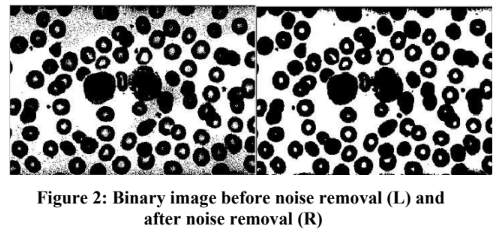 Figure 2: Binary image before noise removal (L) and
after noise removal (R)